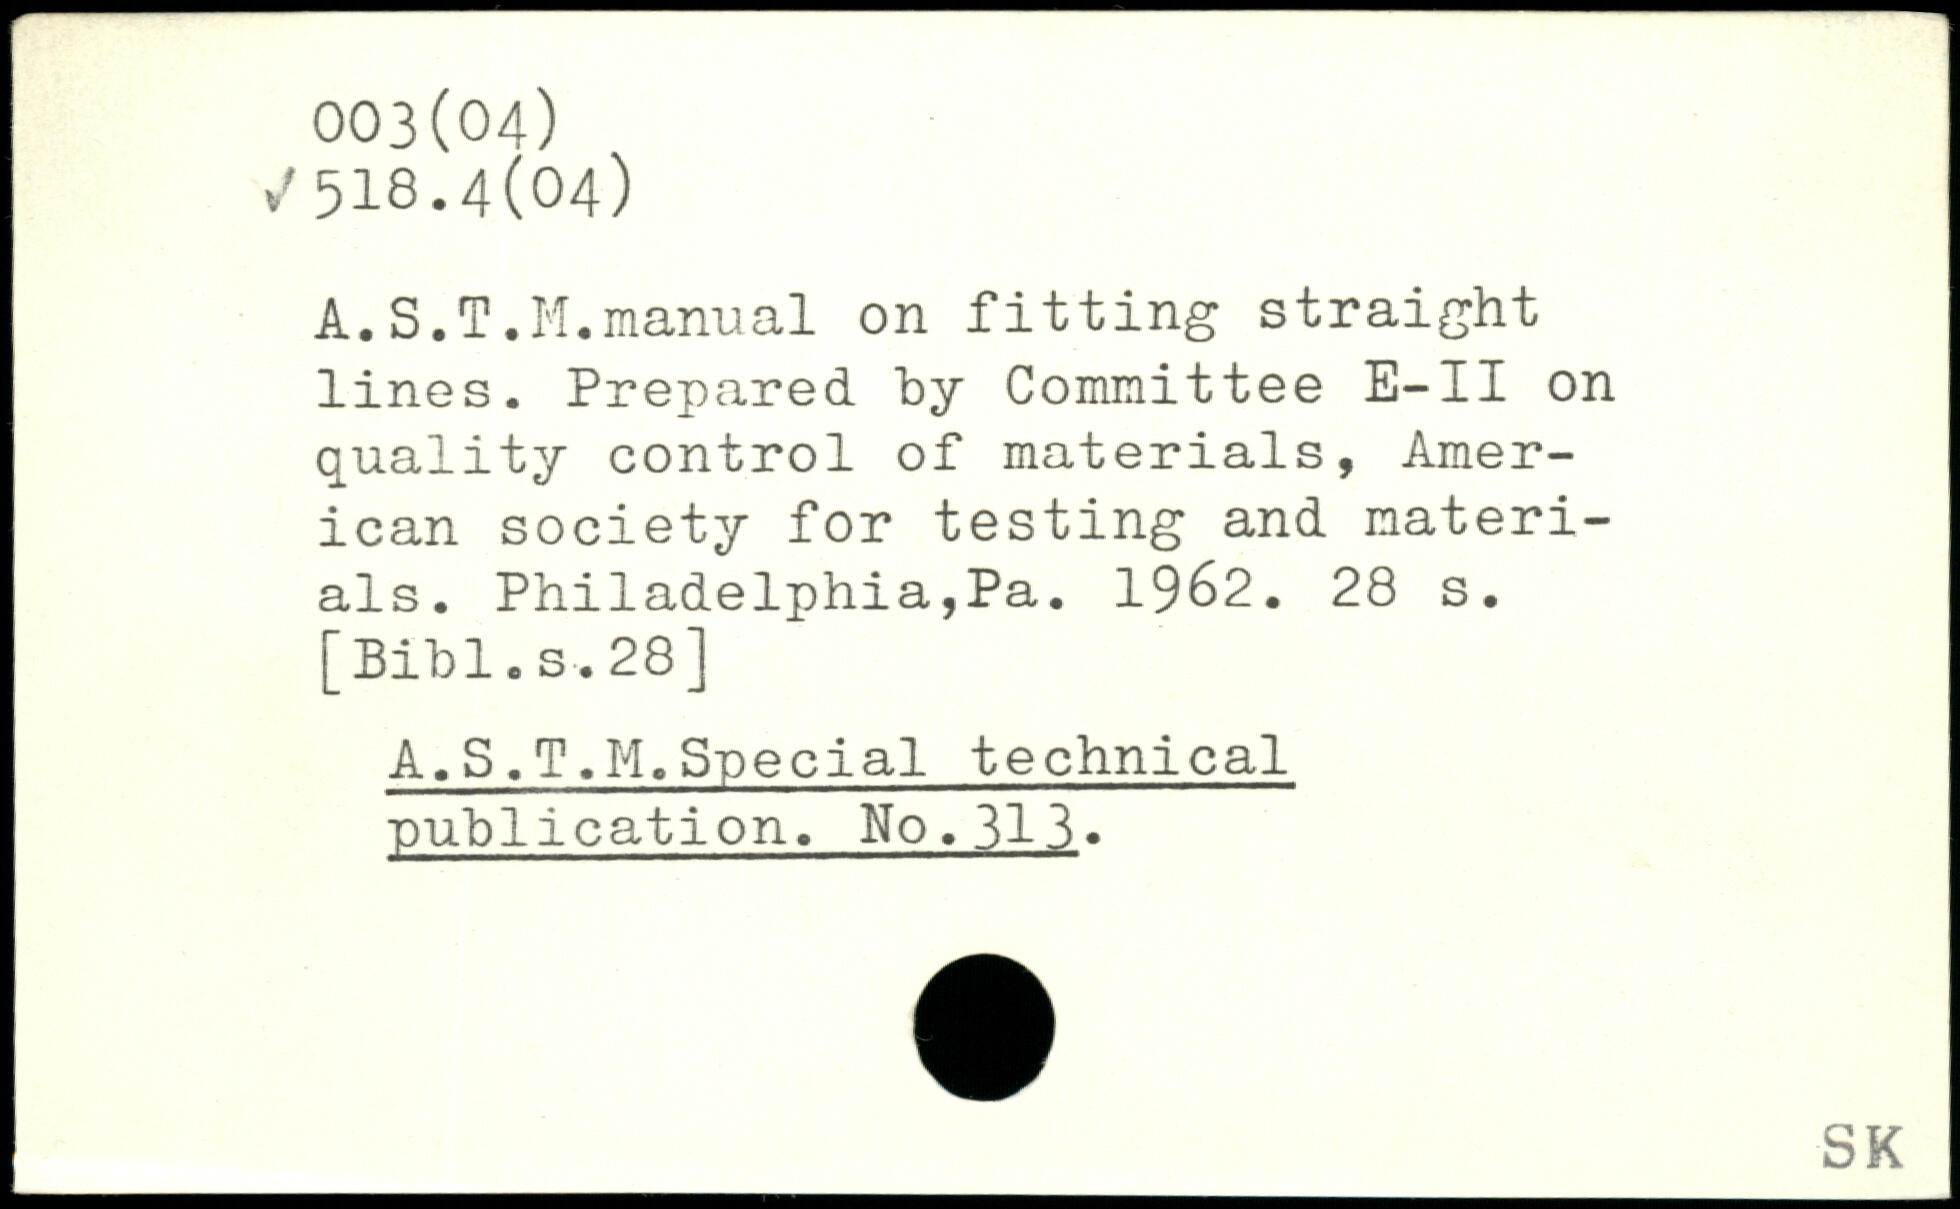 003(04)
✓518.4(04)
A.S.T.M.manual on fitting straight
lines. Prepared by Committee E-II on
quality control of materials, Amer-
ican society for testing and materi-
als. Philadelphia,Pa. 1962. 28 s.
[Bibl.s.28]
A.S.T.M.Special technical
publication. No.313.
SK